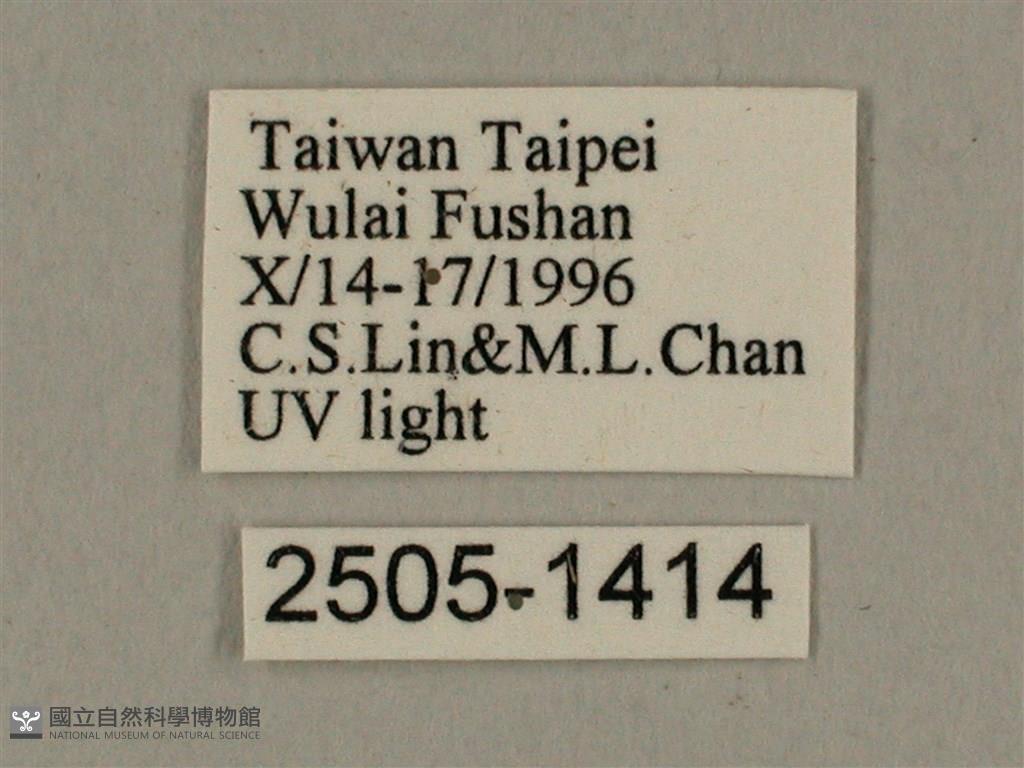 Taiwan Taipei
Wulai Fushan
X/14-17/1996
C.S.Lin&M.L.Chan
UV light
2505-1414
國立自然科學博物館
NATIONAL MUSEUM OF NATURAL SCIENCE